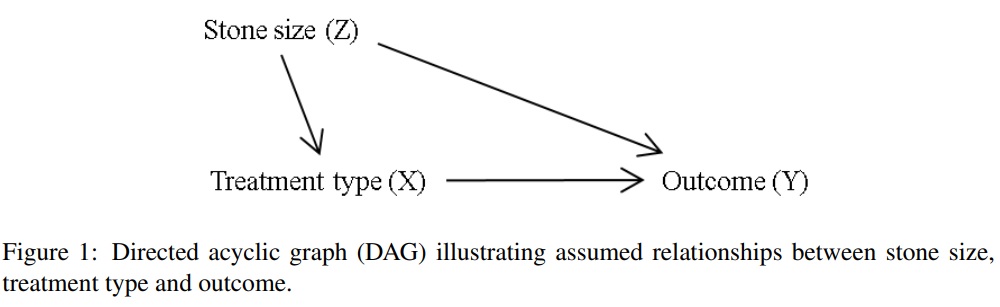 Stone size (Z)
Treatment type (X)
Outcome (Y)
Figure 1: Directed acyclic graph (DAG) illustrating assumed relationships between stone size,
treatment type and outcome.